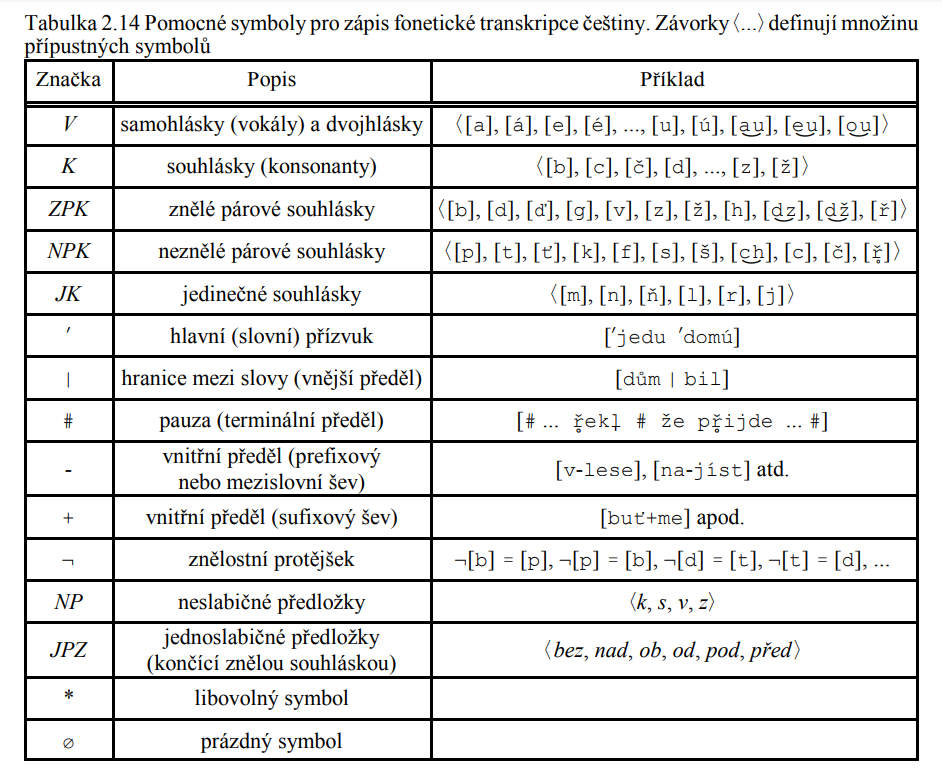 Tabulka 2.14 Pomocné symboly pro zápis fonetické transkripce češtiny. Závorky ⟨...⟩ definují množinu
přípustných symbolů
Značka Popis Příklad
V samohlásky (vokály) a dvojhlásky ⟨[a], [á], [e], [é], ..., [u], [ú], [a͜u], [e͜u], [o͜u]⟩
K souhlásky (konsonanty) ⟨[b], [c], [č], [d], ..., [z], [ž]⟩
ZPK znělé párové souhlásky ⟨[b], [d], [ď], [g], [v], [z], [ž], [h], [d͜z], [d͜ž], [ř]⟩
NPK neznělé párové souhlásky ⟨[p], [t], [ť], [k], [f], [s], [š], [c͜h], [c], [č], [ř̥]⟩
JK jedinečné souhlásky ⟨[m], [n], [ň], [l], [r], [j]⟩
′ hlavní (slovní) přízvuk [′jedu ′domú]
| hranice mezi slovy (vnější předěl) [dům | bil]
# pauza (terminální předěl) [# ... ř̥ekl̩ # že př̥ijde ... #]
vnitřní předěl (prefixový
- nebo mezislovní šev) [v-lese], [na-jíst] atd.
+ vnitřní předěl (sufixový šev) [buť+me] apod.
¬ znělostní protějšek ¬[b] = [p], ¬[p] = [b], ¬[d] = [t], ¬[t] = [d], ...
NP neslabičné předložky ⟨k, s, v, z⟩
jednoslabičné předložky
JPZ (končící znělou souhláskou) ⟨bez, nad, ob, od, pod, před⟩
* libovolný symbol
∅ prázdný symbol